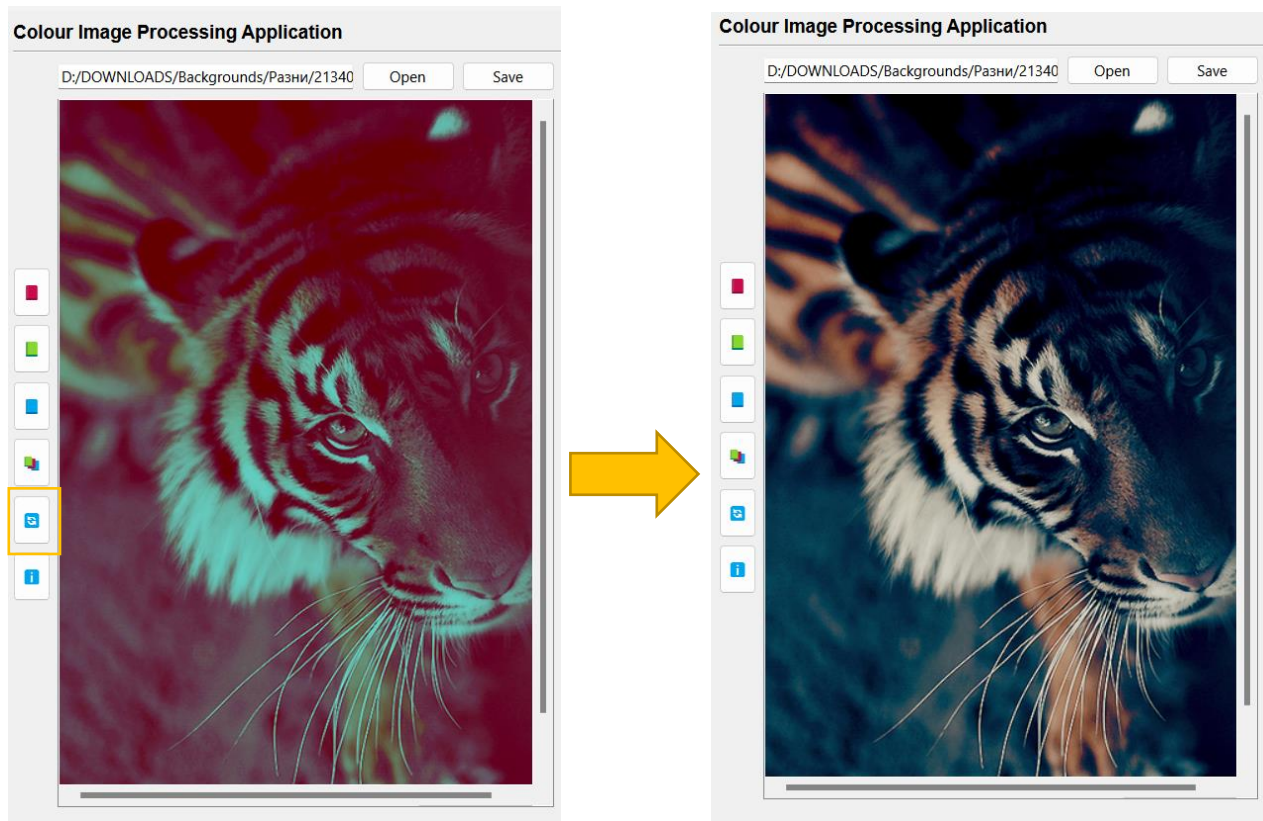 Colour Image Processing Application
D:/DOWNLOADS/Backgrounds/Разни/21340 Open Save
Colour Image Processing Application
D:/DOWNLOADS/Backgrounds/Разни/21340 Open Save